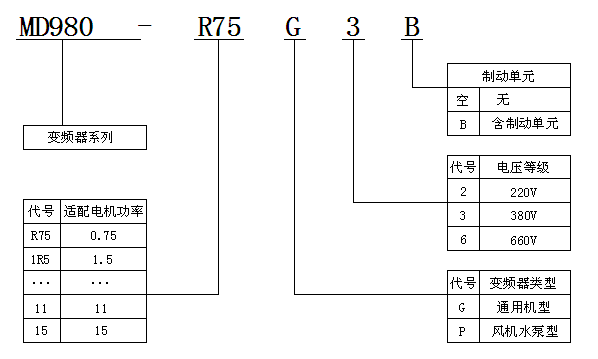 MD980 - R75 G 3 B
制动单元
空 无
B 含制动单元
变频器系列
代号 电压等级
2 220V
3 380V
6 660V
代号 适配电机功率
R75 0.75
1R5 1.5
... ...
11 11
15 15
代号 变频器类型
G 通用机型
P 风机水泵型